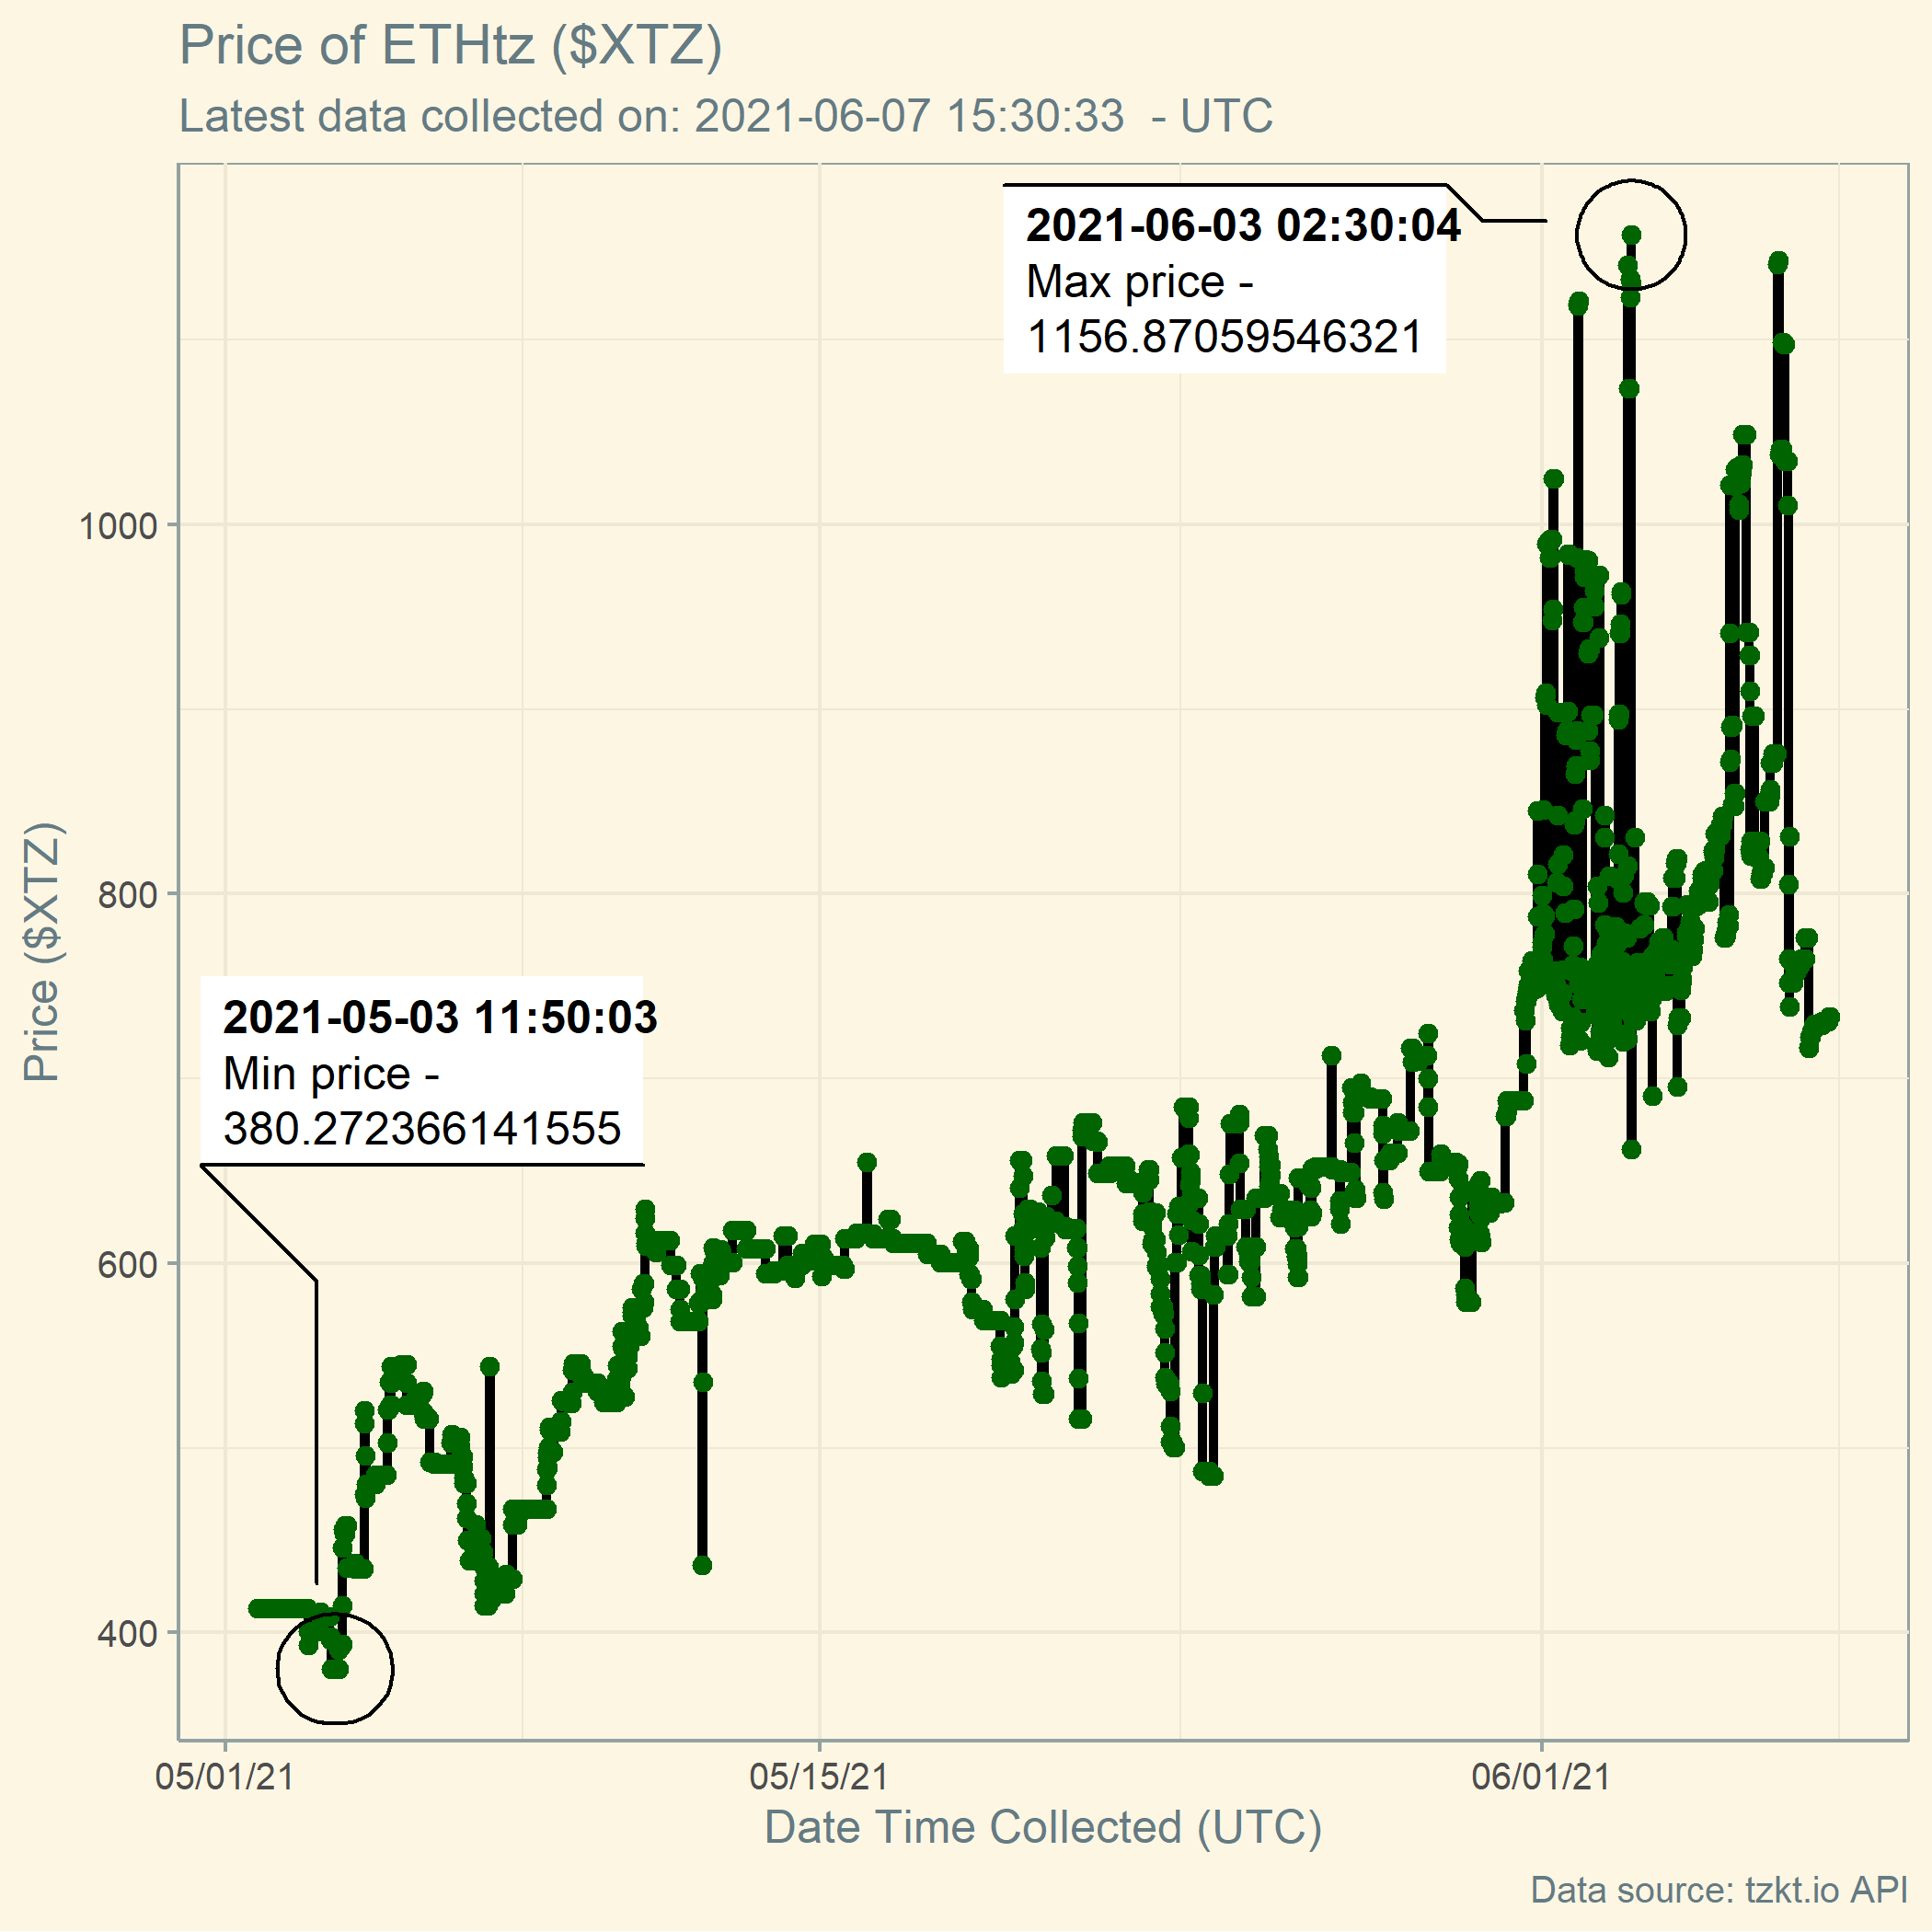 Price of ETHtz ($XTZ)
Latest data collected on: 2021-06-07 15:30:33  - UTC
2021-06-03 02:30:04
Max price -
1156.87059546321
1000
800
600
400
Price ($XTZ)
2021-05-03 11:50:03
Min price -
380.272366141555
05/01/21
05/15/21
06/01/21
Date Time Collected (UTC)
Data source: tzkt.io API